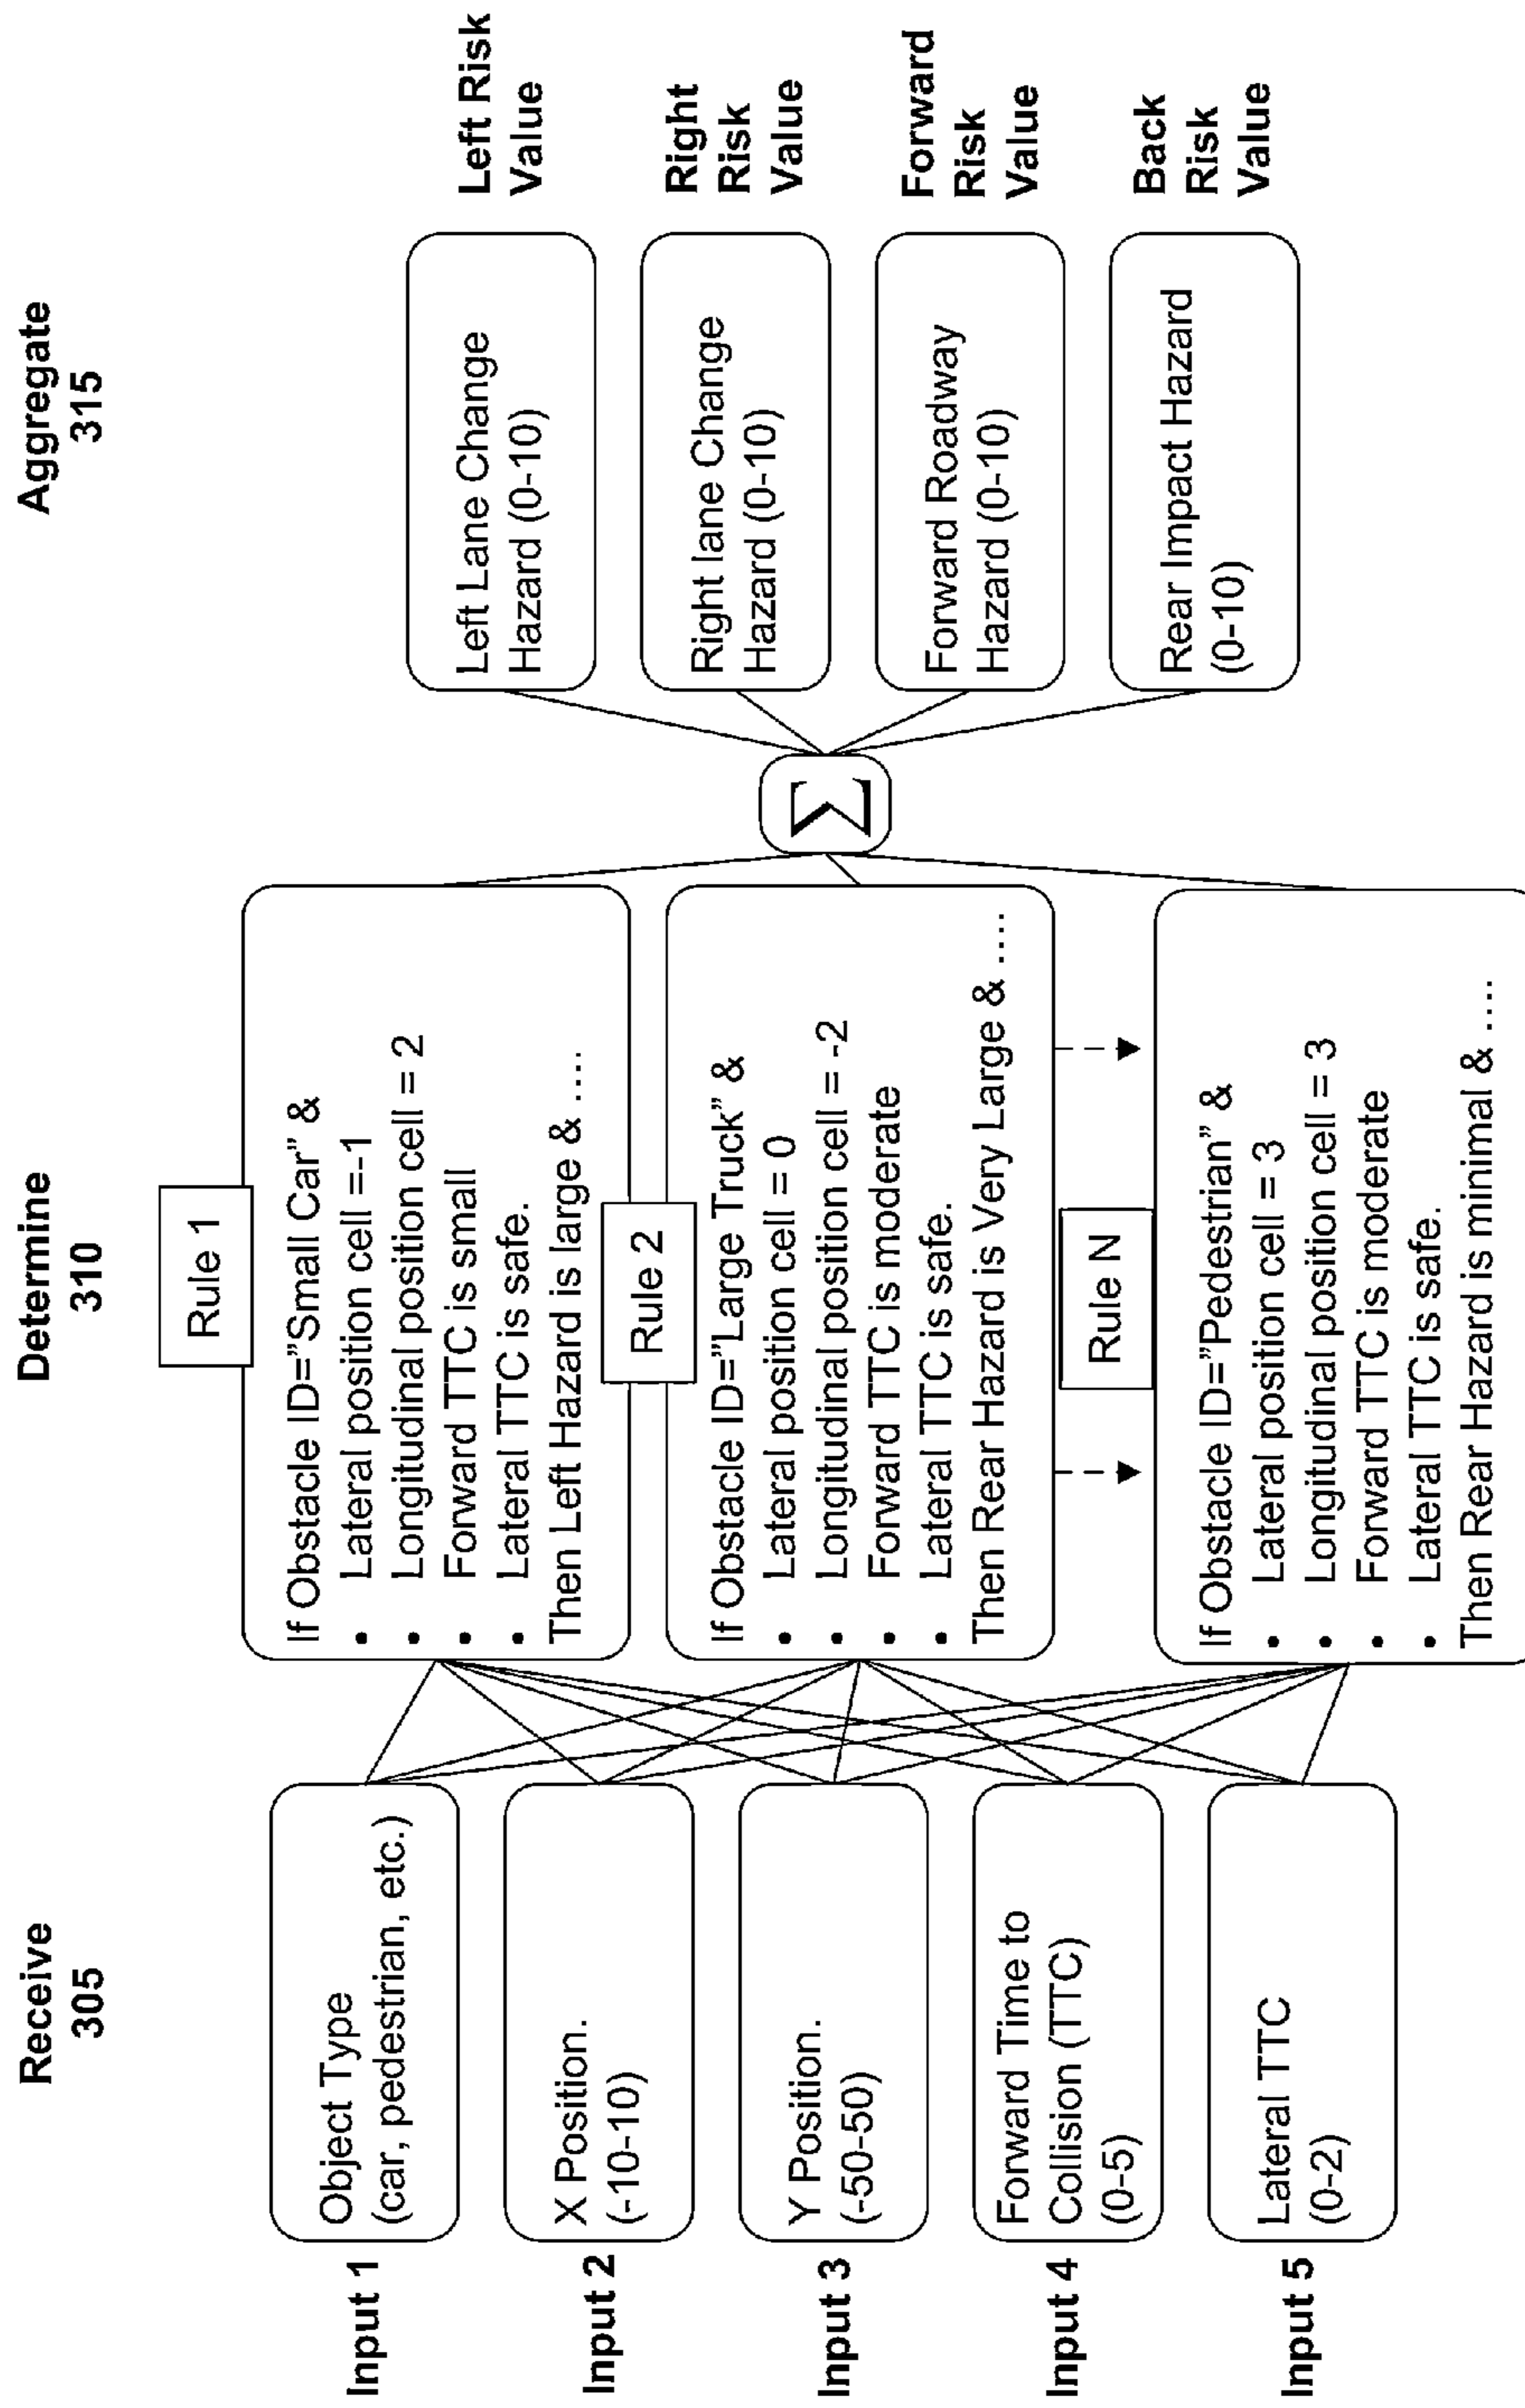 Receive
305
Determine
310
Aggregate
315
Input 1
Object Type
(car, pedestrian, etc.)
Input 2
X Position.
(-10-10)
Input 3
Y Position.
(-50-50)
Input 4
Forward Time to
Collision (TTC)
(0-5)
Input 5
Lateral TTC
(0-2)
Rule 1
If Obstacle ID=”Small Car” &
• Lateral position cell =-1
• Longitudinal position cell = 2
• Forward TTC is small
• Lateral TTC is safe.
Then Left Hazard is large & ....
Rule 2
If Obstacle ID=”Large Truck” &
• Lateral position cell = 0
• Longitudinal position cell = -2
• Forward TTC is moderate
• Lateral TTC is safe.
Then Rear Hazard is Very Large & ....
Rule N
If Obstacle ID=”Pedestrian” &
• Lateral position cell = 3
• Longitudinal position cell = 3
• Forward TTC is moderate
• Lateral TTC is safe.
Then Rear Hazard is minimal & ....
Σ
Left Lane Change
Hazard (0-10)
Left Risk
Value
Right lane Change
Hazard (0-10)
Right
Risk
Value
Forward Roadway
Hazard (0-10)
Forward
Risk
Value
Rear Impact Hazard
(0-10)
Back
Risk
Value